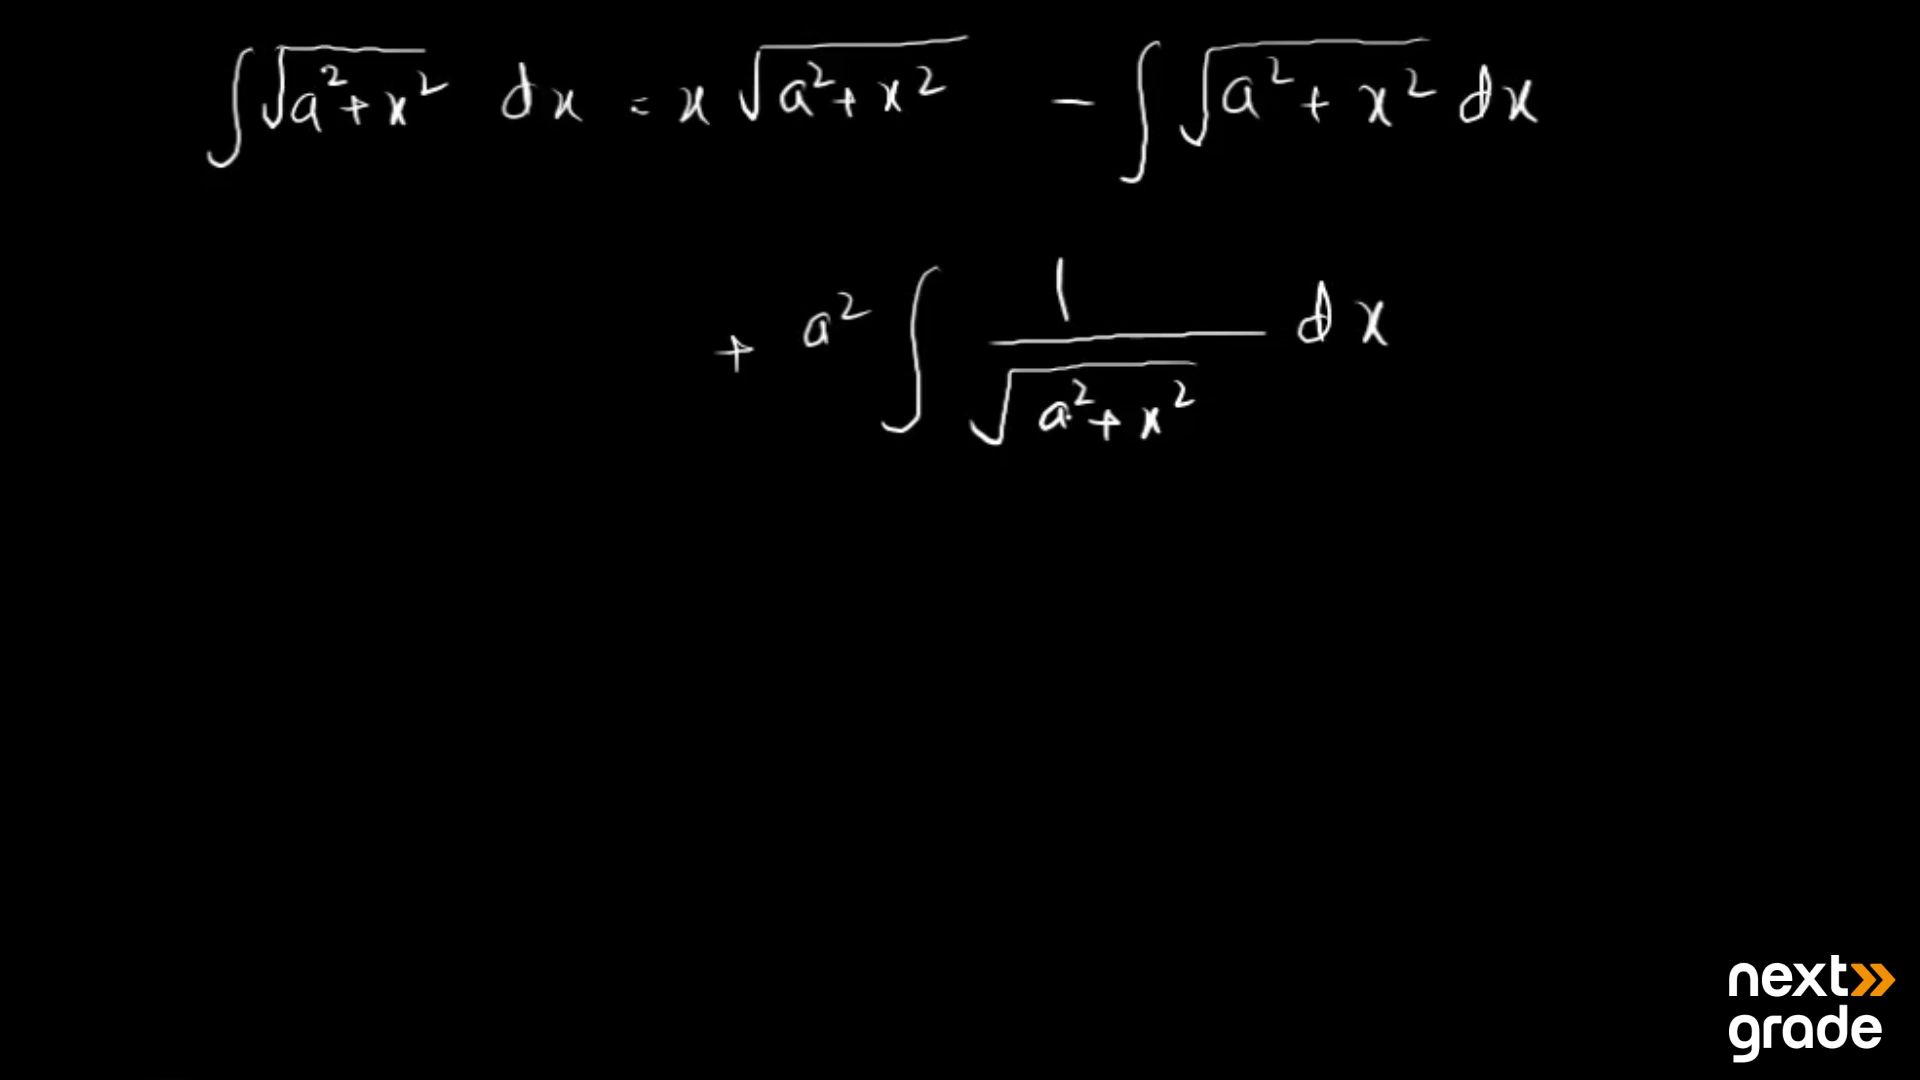 ∫√(a²+x²) dx = x √(a²+x²) - ∫ √(a²+x²) dx
+ a² ∫ 1/√(a²+x²) dx
next
grade